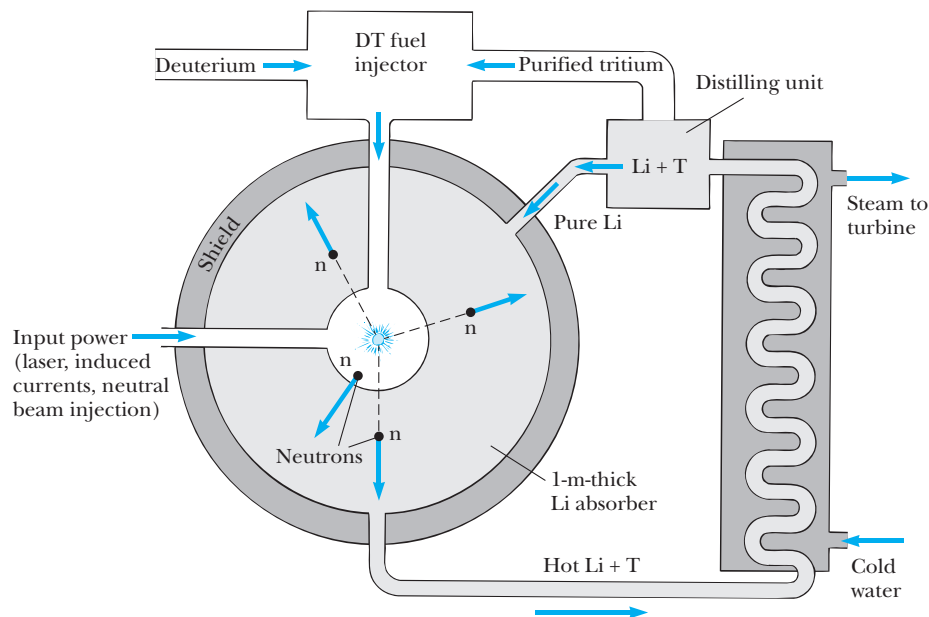 DT fuel
injector
Deuterium
Purified tritium
Distilling unit
Li + T
Steam to
turbine
Pure Li
Shield
n
n
Input power
(laser, induced
currents, neutral
beam injection)
n
n
Neutrons
1-m-thick
Li absorber
Hot Li + T
Cold
water